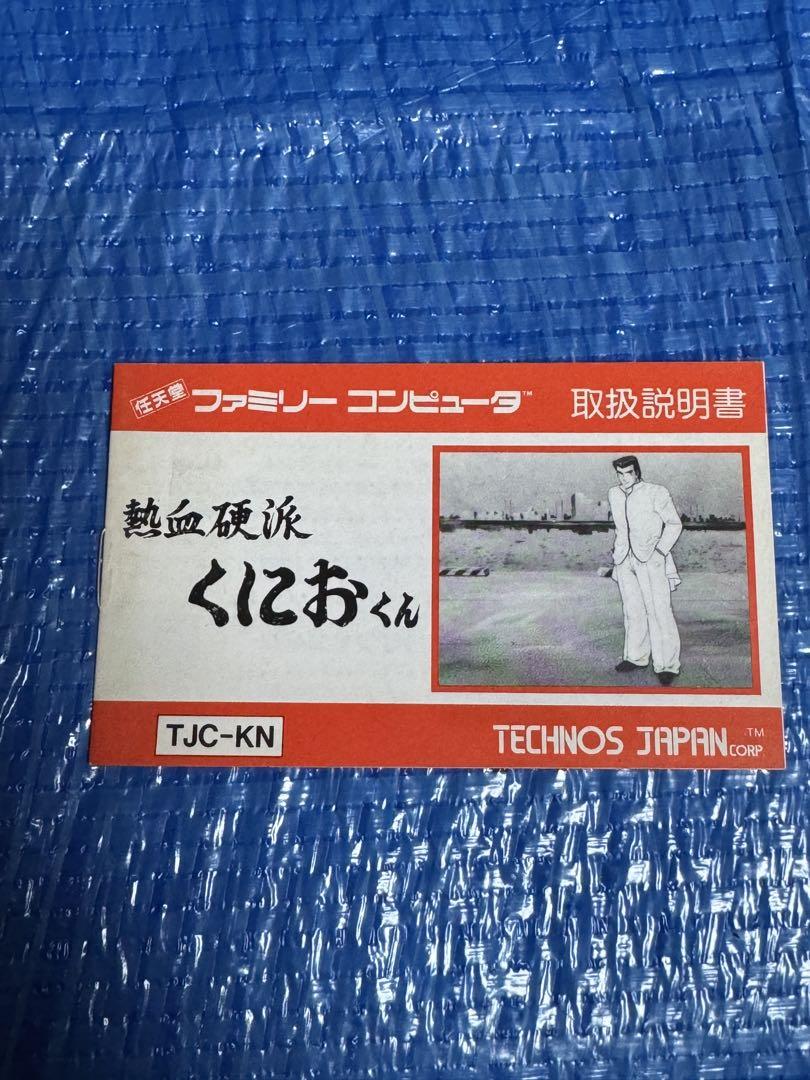 任天堂 ファミリー コンピュータ™ 取扱説明書
熱血硬派
くにおくん
TJC-KN
TECHNOS JAPAN CORP. ™